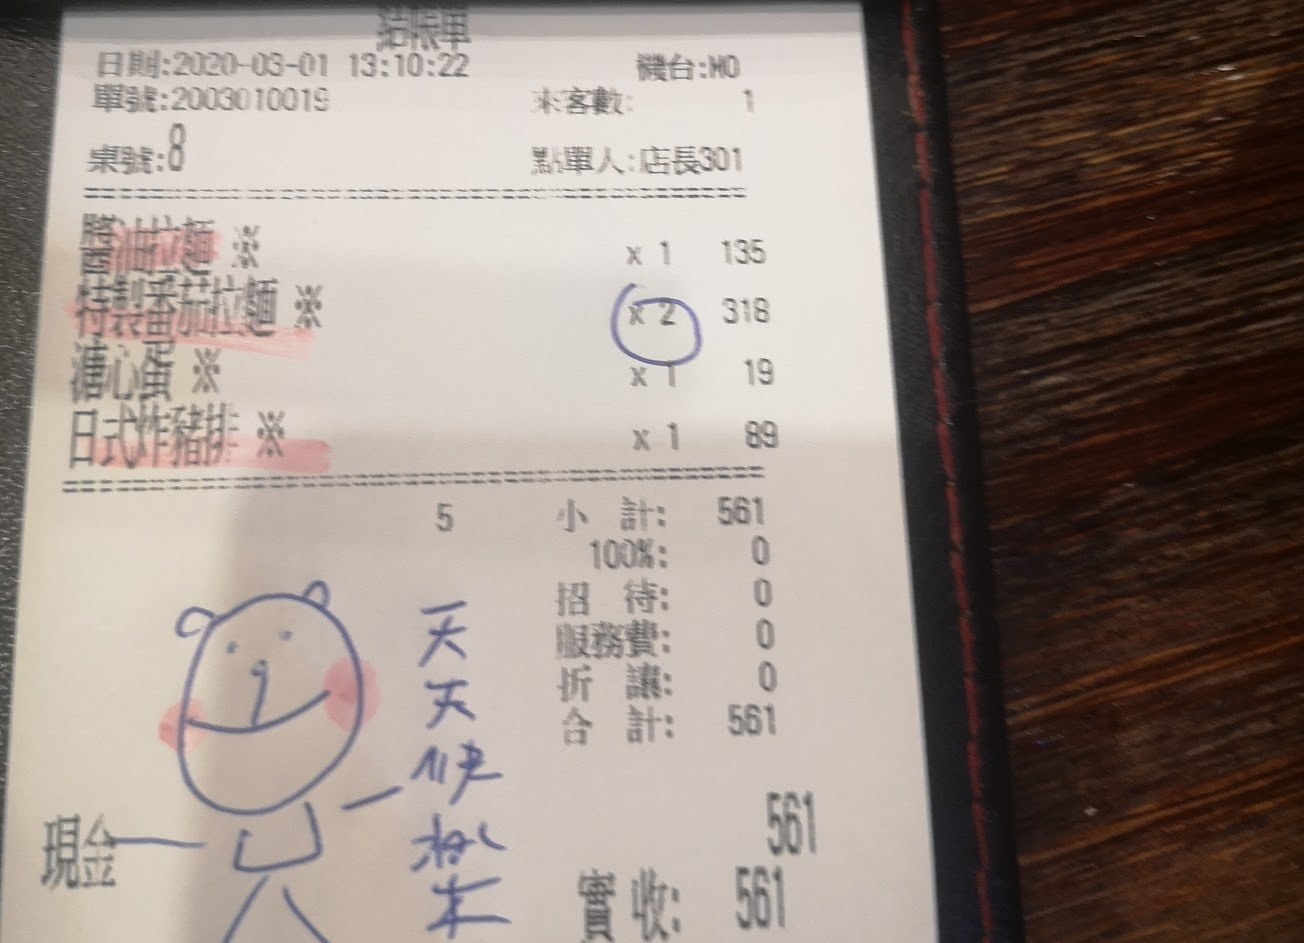 結帳單
日期:2020-03-01 13:10:22 機台:M0
單號:2003010019 來客數: 1
桌號:8 點單人:店長301
醬油拉麵 ※ x 1 135
特製番茄拉麵 ※ x 2 318
溏心蛋 ※ x 1 19
日式炸豬排 ※ x 1 89
5 小 計: 561
100%: 0
招 待: 0
服務費: 0
折 讓: 0
合 計: 561
天
天
快
樂
現金 561
實 收: 561